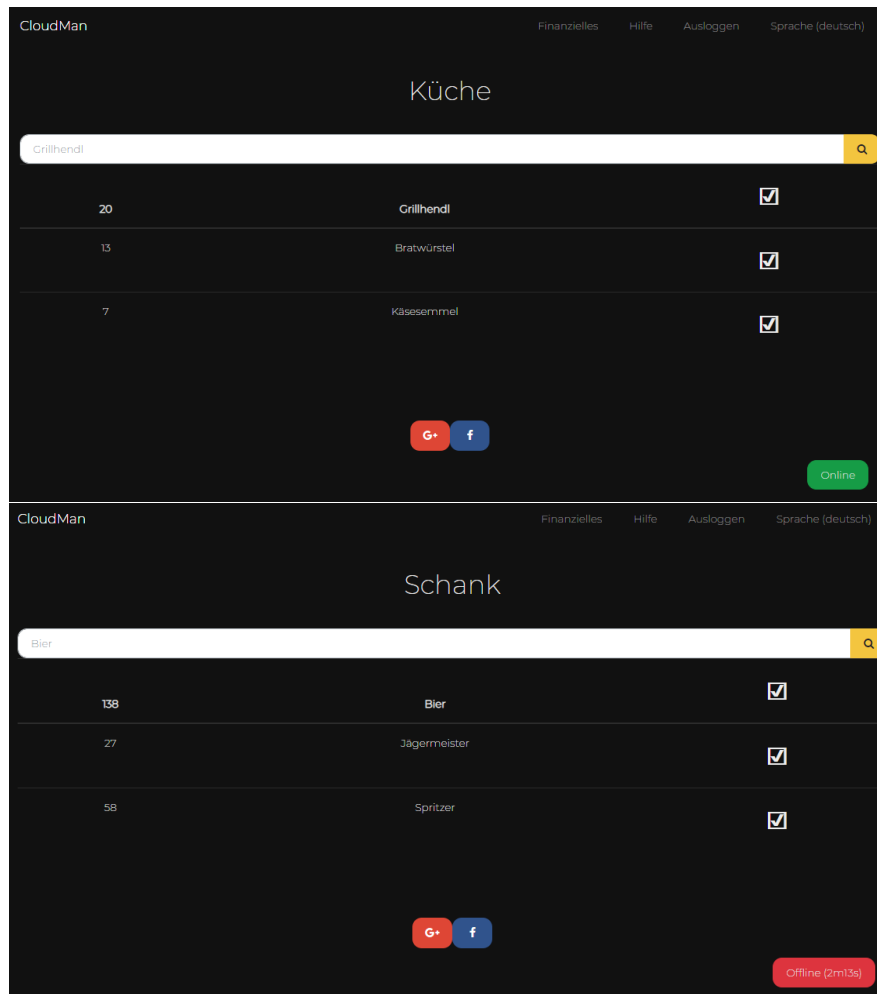 CloudMan Finanzielles Hilfe Ausloggen Sprache (deutsch)
Küche
Grillhendl
20 Grillhendl
13 Bratwürstel
7 Käsesemmel
G+ f
Online
CloudMan Finanzielles Hilfe Ausloggen Sprache (deutsch)
Schank
Bier
138 Bier
27 Jägermeister
58 Spritzer
G+ f
Offline (2m13s)